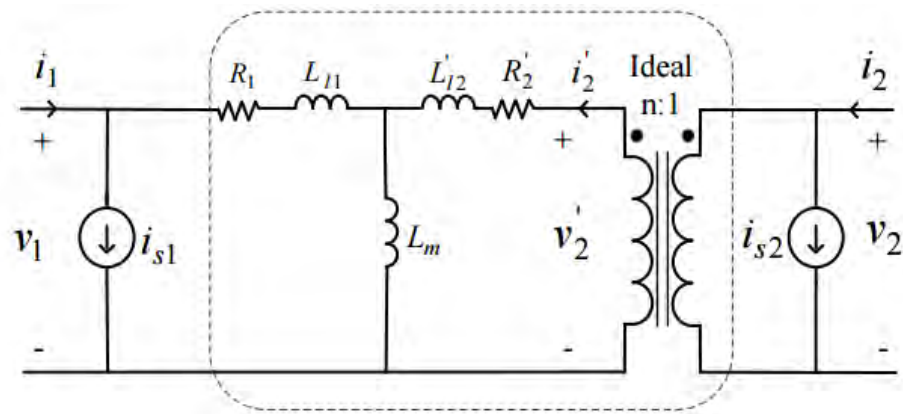 i1 R1 Ll1 L'l2 R'2 i'2 Ideal i2
n:1
+ + +
v1 is1 Lm v'2 is2 v2
- - -